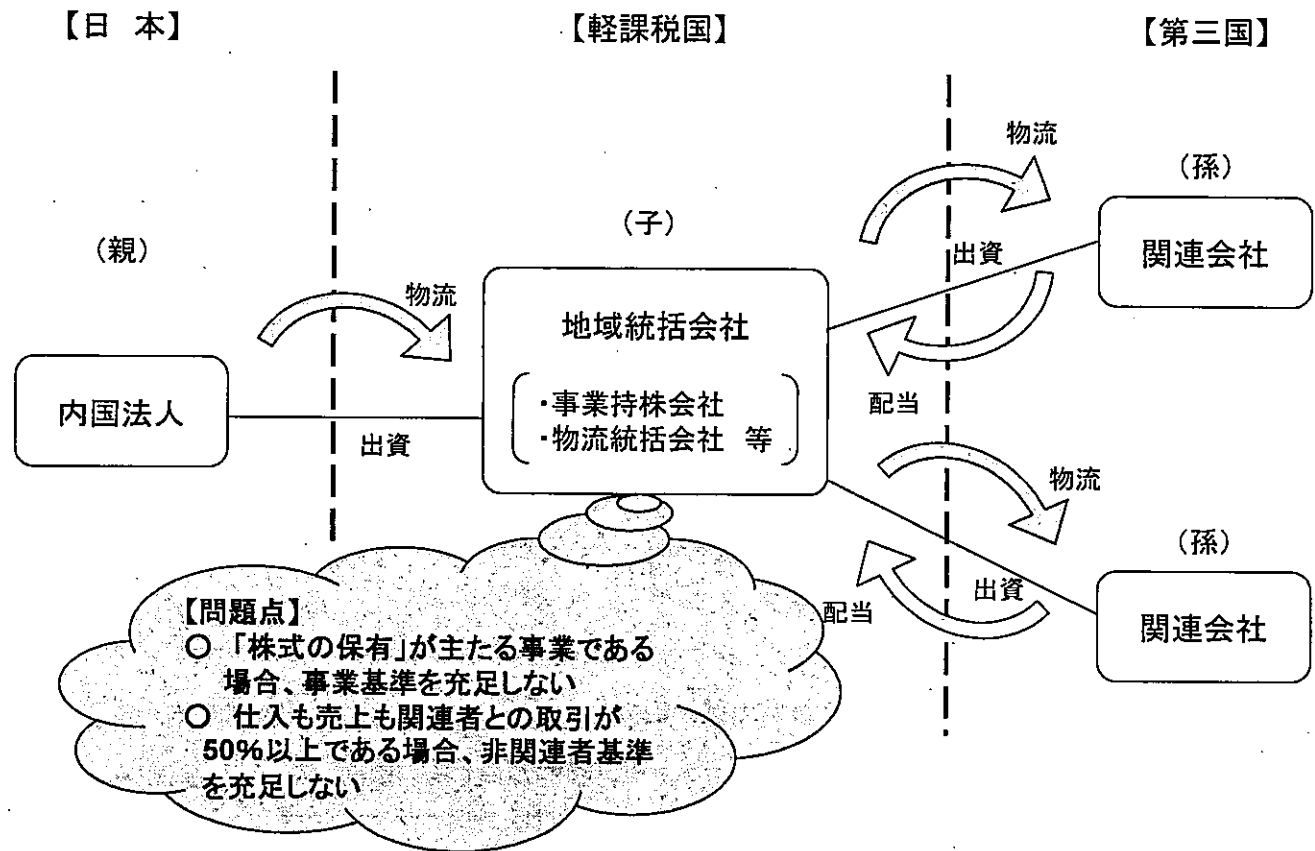 【日 本】
【軽課税国】
【第三国】
(親)
内国法人
物流
出資
(子)
地域統括会社
・事業持株会社
・物流統括会社 等
物流
出資
配当
(孫)
関連会社
物流
出資
配当
(孫)
関連会社
【問題点】
○ 「株式の保有」が主たる事業である
場合、事業基準を充足しない
○ 仕入も売上も関連者との取引が
50%以上である場合、非関連者基準
を充足しない